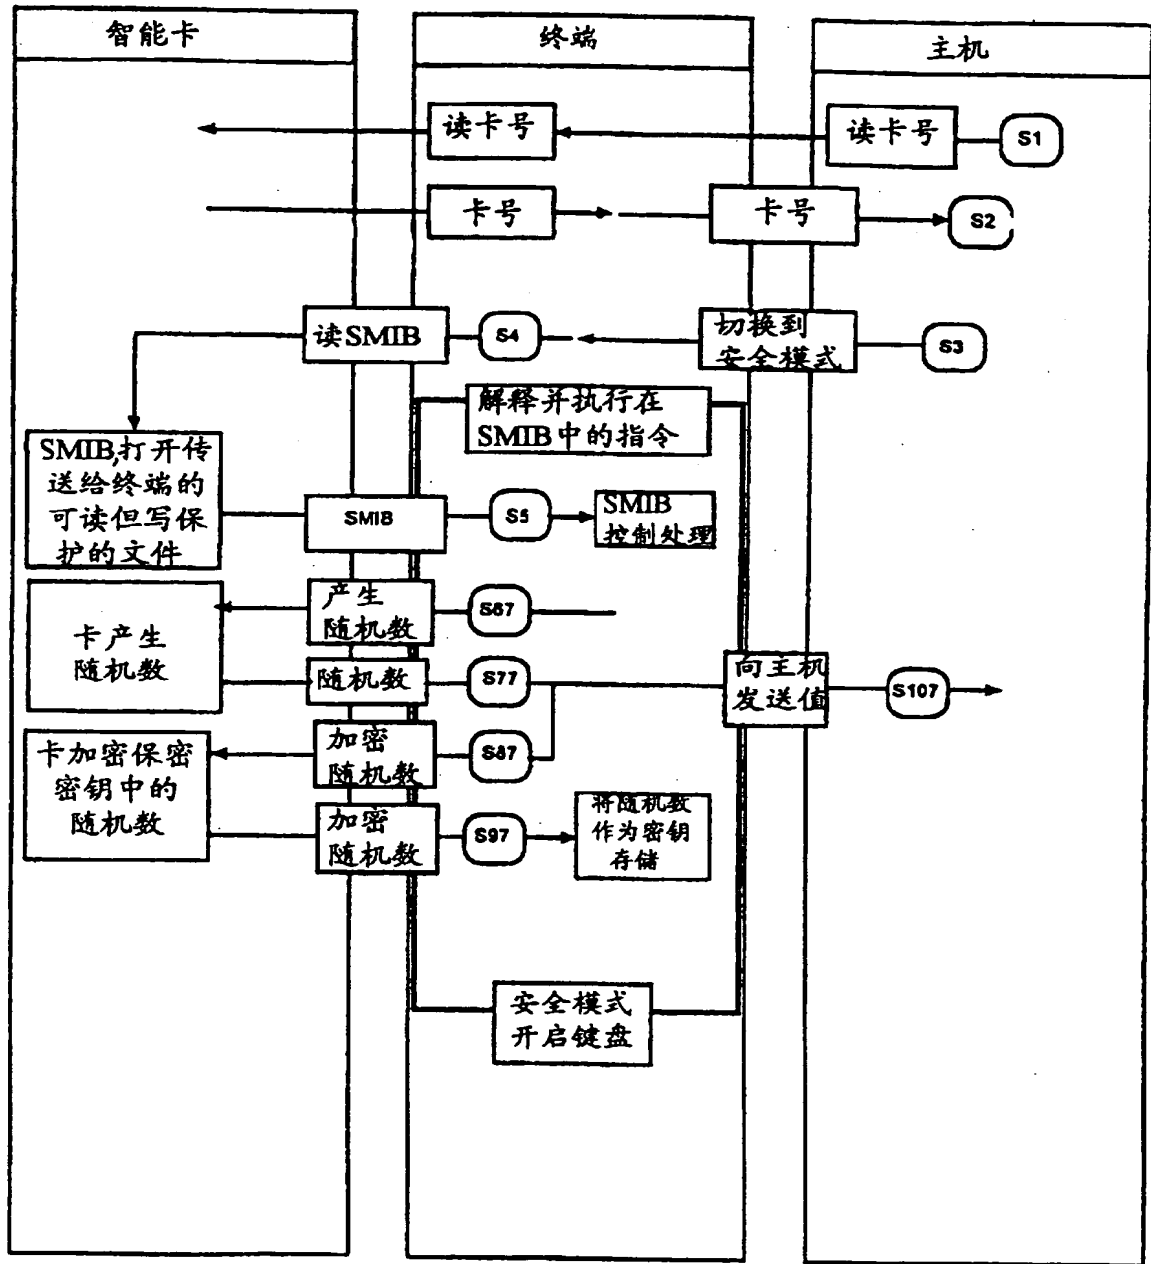 智能卡
终端
主机
读卡号
读卡号
S1
卡号
卡号
S2
读SMIB
S4
切换到
安全模式
S3
解释并执行在
SMIB中的指令
SMIB,打开传
送给终端的
可读但写保
护的文件
SMIB
S5
SMIB
控制处理
卡产生
随机数
产生
随机数
S67
随机数
S77
向主机
发送值
S107
卡加密保密
密钥中的
随机数
加密
随机数
S87
加密
随机数
S97
将随机数
作为密钥
存储
安全模式
开启键盘